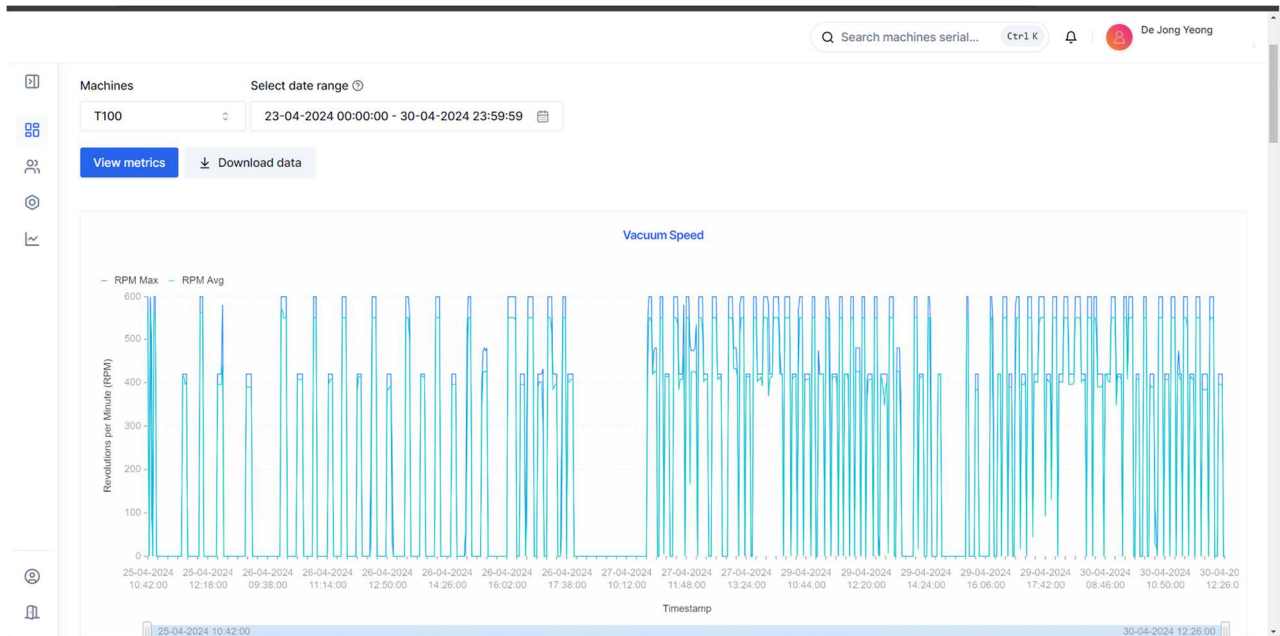 Search machines serial... Ctrl K De Jong Yeong
Machines Select date range
T100 23-04-2024 00:00:00 - 30-04-2024 23:59:59
View metrics Download data
Vacuum Speed
RPM Max RPM Avg
600
500
400
300
200
100
0
Revolutions per Minute (RPM)
25-04-2024 25-04-2024 26-04-2024 26-04-2024 26-04-2024 26-04-2024 26-04-2024 26-04-2024 27-04-2024 27-04-2024 27-04-2024 29-04-2024 29-04-2024 29-04-2024 29-04-2024 29-04-2024 30-04-2024 30-04-2024 30-04-20
10:42:00 12:18:00 09:38:00 11:14:00 12:50:00 14:26:00 16:02:00 17:38:00 10:12:00 11:48:00 13:24:00 10:44:00 12:20:00 14:24:00 16:06:00 17:42:00 08:46:00 10:50:00 12:26:0
Timestamp
25-04-2024 10:42:00 30-04-2024 12:26:00